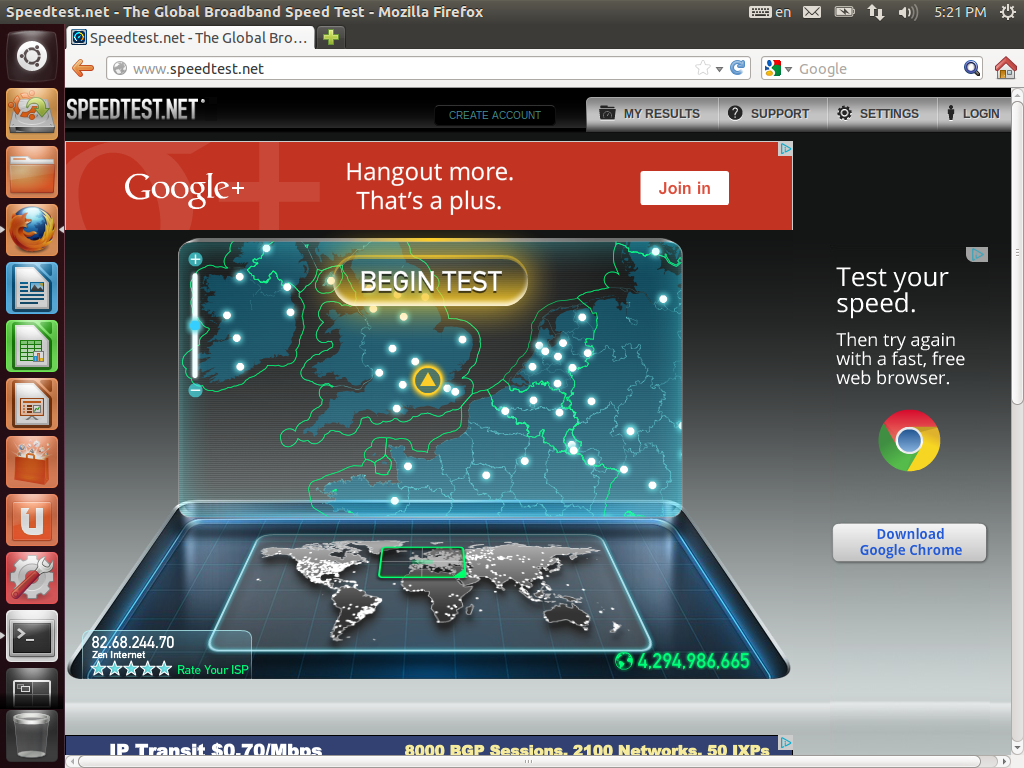 Speedtest.net - The Global Broadband Speed Test - Mozilla Firefox
en
5:21 PM
Speedtest.net - The Global Bro...
www.speedtest.net
Google
SPEEDTEST.NET
CREATE ACCOUNT
MY RESULTS
SUPPORT
SETTINGS
LOGIN
Google+
Hangout more.
That's a plus.
Join in
BEGIN TEST
Test your
speed.
Then try again
with a fast, free
web browser.
Download
Google Chrome
82.68.244.70
Zen Internet
Rate Your ISP
4,294,986,665
IP Transit $0.70/Mbps
8000 BGP Sessions, 2100 Networks, 50 IXPs